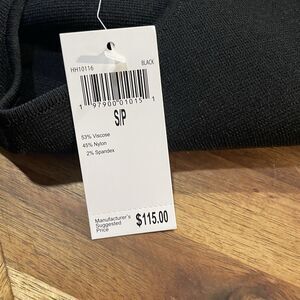 HH10116 BLACK
1 97900 01015 1
S/P
53% Viscose
45% Nylon
2% Spandex
Manufacturer's
Suggested
Price $115.00